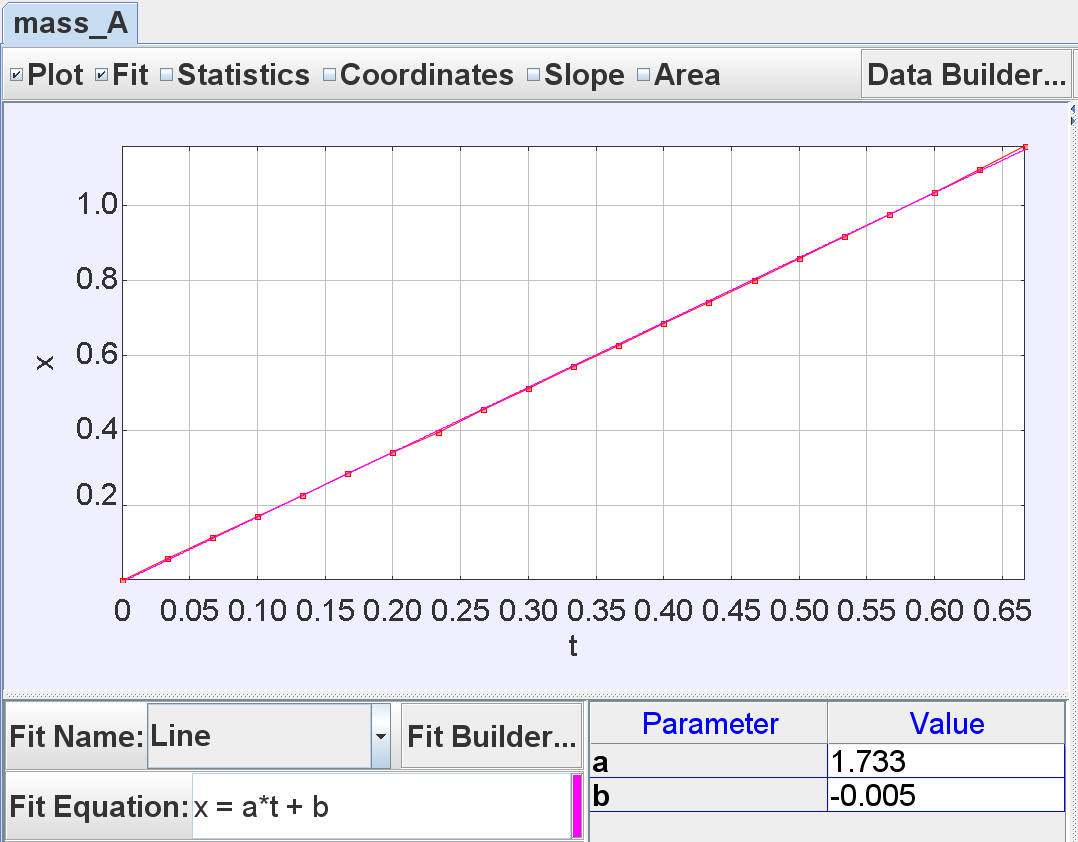 mass_A
Plot Fit Statistics Coordinates Slope Area Data Builder...
1.0
0.8
0.6
x
0.4
0.2
0 0.05 0.10 0.15 0.20 0.25 0.30 0.35 0.40 0.45 0.50 0.55 0.60 0.65
t
Fit Name: Line Fit Builder...
Fit Equation: x = a*t + b
Parameter Value
a 1.733
b -0.005